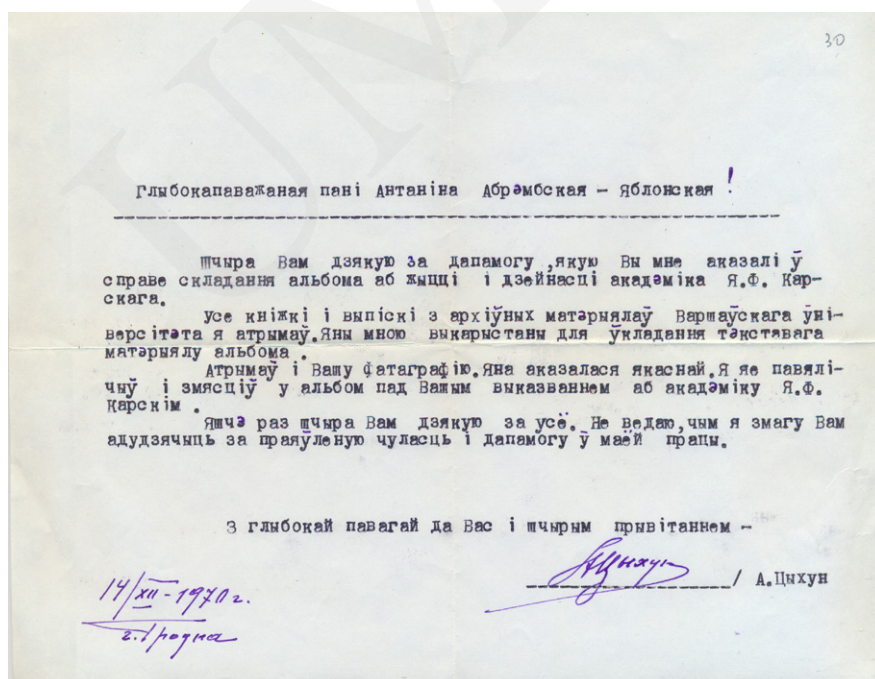 30
Глыбокапаважаная пані Антаніна Абрэмбская – Яблонская !
Шчыра Вам дзякую за дапамогу ,якую Вы мне аказалі ў
справе складання альбома аб жыцці і дзейнасці акадэміка Я.Ф. Кар-
скага.
Усе кніжкі і выпіскі з архіўных матэрыялаў Варшаўскага ўні-
версітэта я атрымаў.Яны мною выкарыстаны для ўкладання тэкставага
матэрыялу альбома .
Атрымаў і Вашу фатаграфію.Яна аказалася якаснай.Я яе павялі-
чыў і змясціў у альбом пад Вашым выказваннем аб акадэміку Я.Ф.
Карскім .
Яшчэ раз шчыра Вам дзякую за усё. Не ведаю,чым я змагу Вам
адудзячыць за праяўленую чуласць і дапамогу ў маёй працы.
З глыбокай павагай да Вас і шчырым прывітаннем –
АЦыхун
/ А.Цыхун
14/XII-1970г.
г.Гродна